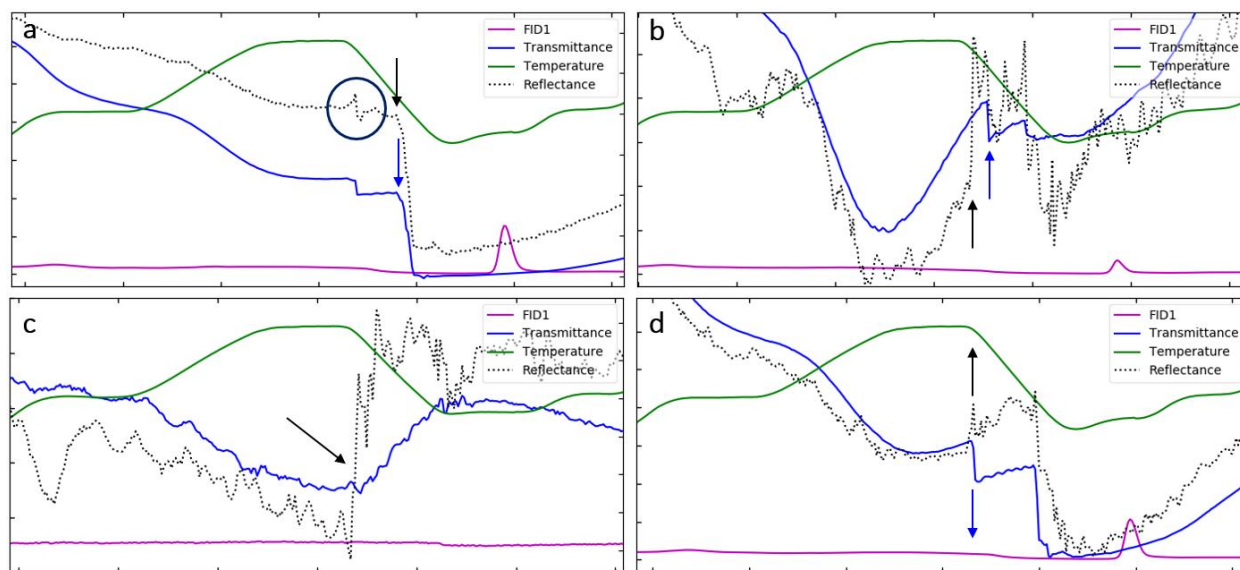 a
FID1
Transmittance
Temperature
Reflectance
b
FID1
Transmittance
Temperature
Reflectance
c
FID1
Transmittance
Temperature
Reflectance
d
FID1
Transmittance
Temperature
Reflectance